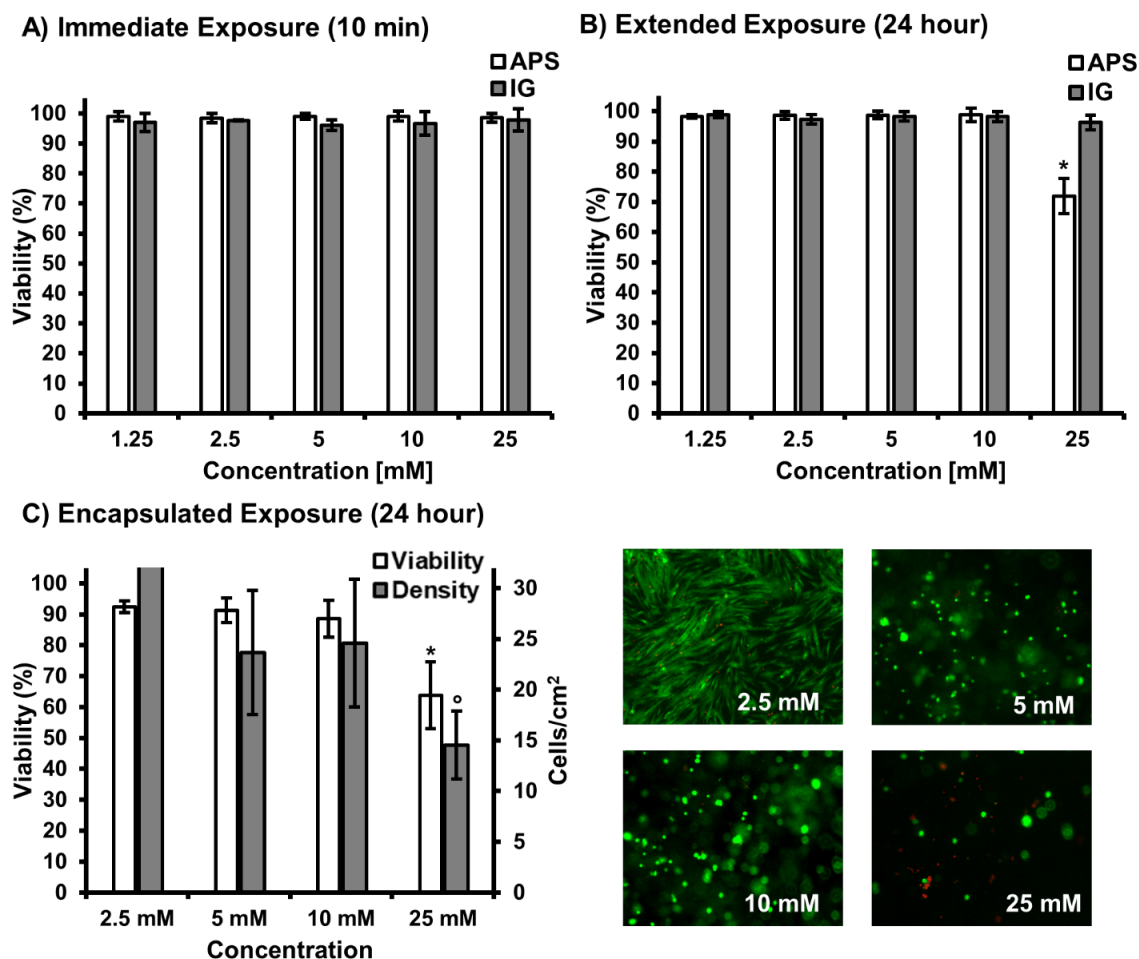 A) Immediate Exposure (10 min)
APS
IG
100
90
80
70
60
50
40
30
20
10
0
Viability (%)
1.25 2.5 5 10 25
Concentration [mM]
B) Extended Exposure (24 hour)
APS
IG
100
90
80
70
60
50
40
30
20
10
0
Viability (%)
*
1.25 2.5 5 10 25
Concentration [mM]
C) Encapsulated Exposure (24 hour)
Viability
Density
100
90
80
70
60
50
40
30
20
10
0
Viability (%)
*
°
30
25
20
15
10
5
0
Cells/cm²
2.5 mM 5 mM 10 mM 25 mM
Concentration
2.5 mM
5 mM
10 mM
25 mM